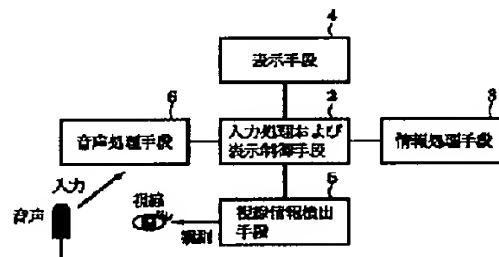 4
表示手段
6
2
3
音声処理手段
入力処理および
表示制御手段
情報処理手段
入力
5
音声
視線
視線情報検出
手段
観測